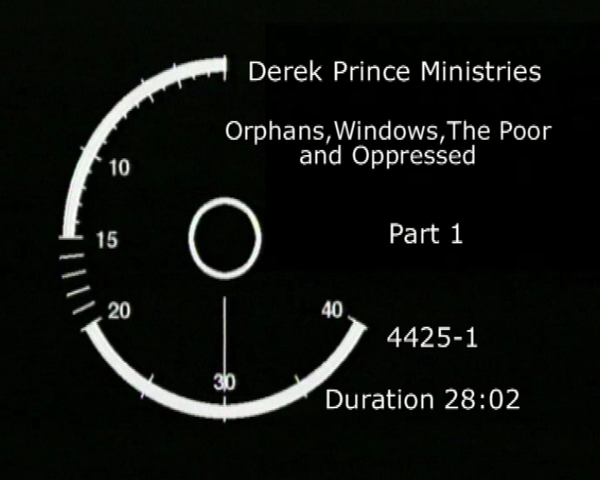 Derek Prince Ministries
Orphans,Windows,The Poor
and Oppressed
10
Part 1
15
20
40
4425-1
30
Duration 28:02